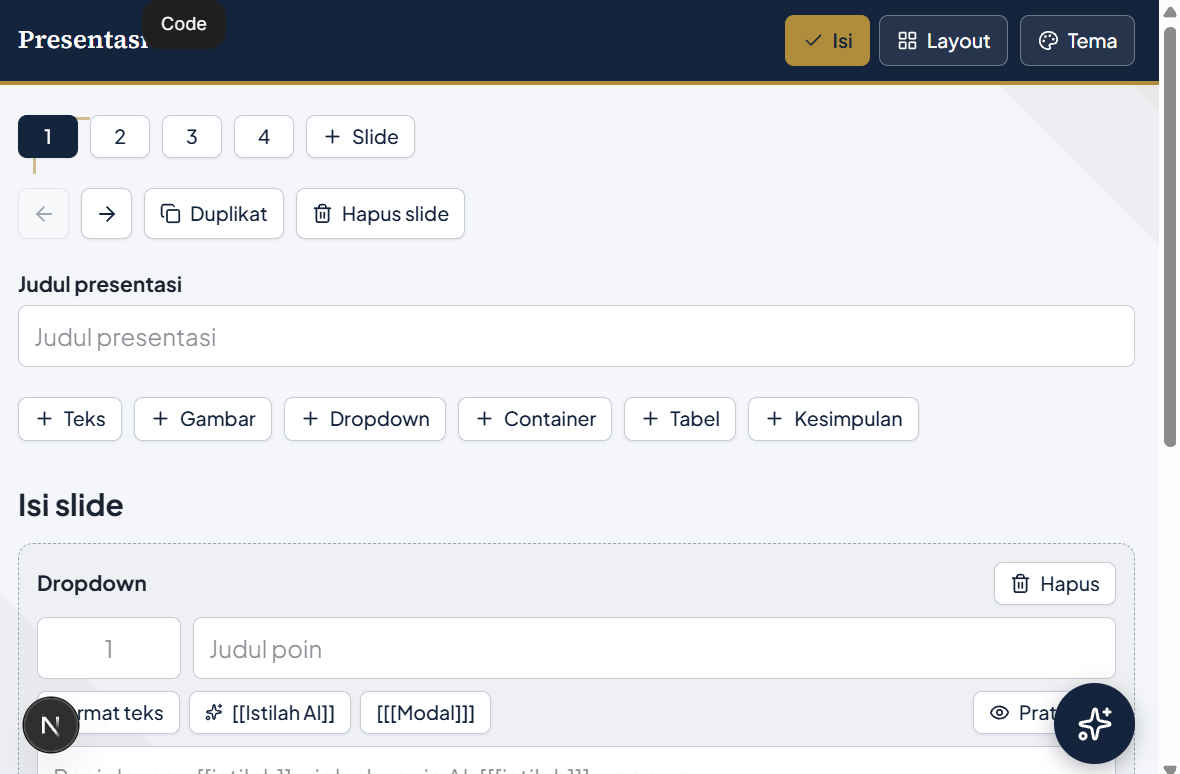 Presentasi
Code
Isi
Layout
Tema
1
2
3
4
Slide
Duplikat
Hapus slide
Judul presentasi
Judul presentasi
Teks
Gambar
Dropdown
Container
Tabel
Kesimpulan
Isi slide
Dropdown
Hapus
1
Judul poin
rmat teks
[[Istilah AI]]
[[[Modal]]]
Prat
N